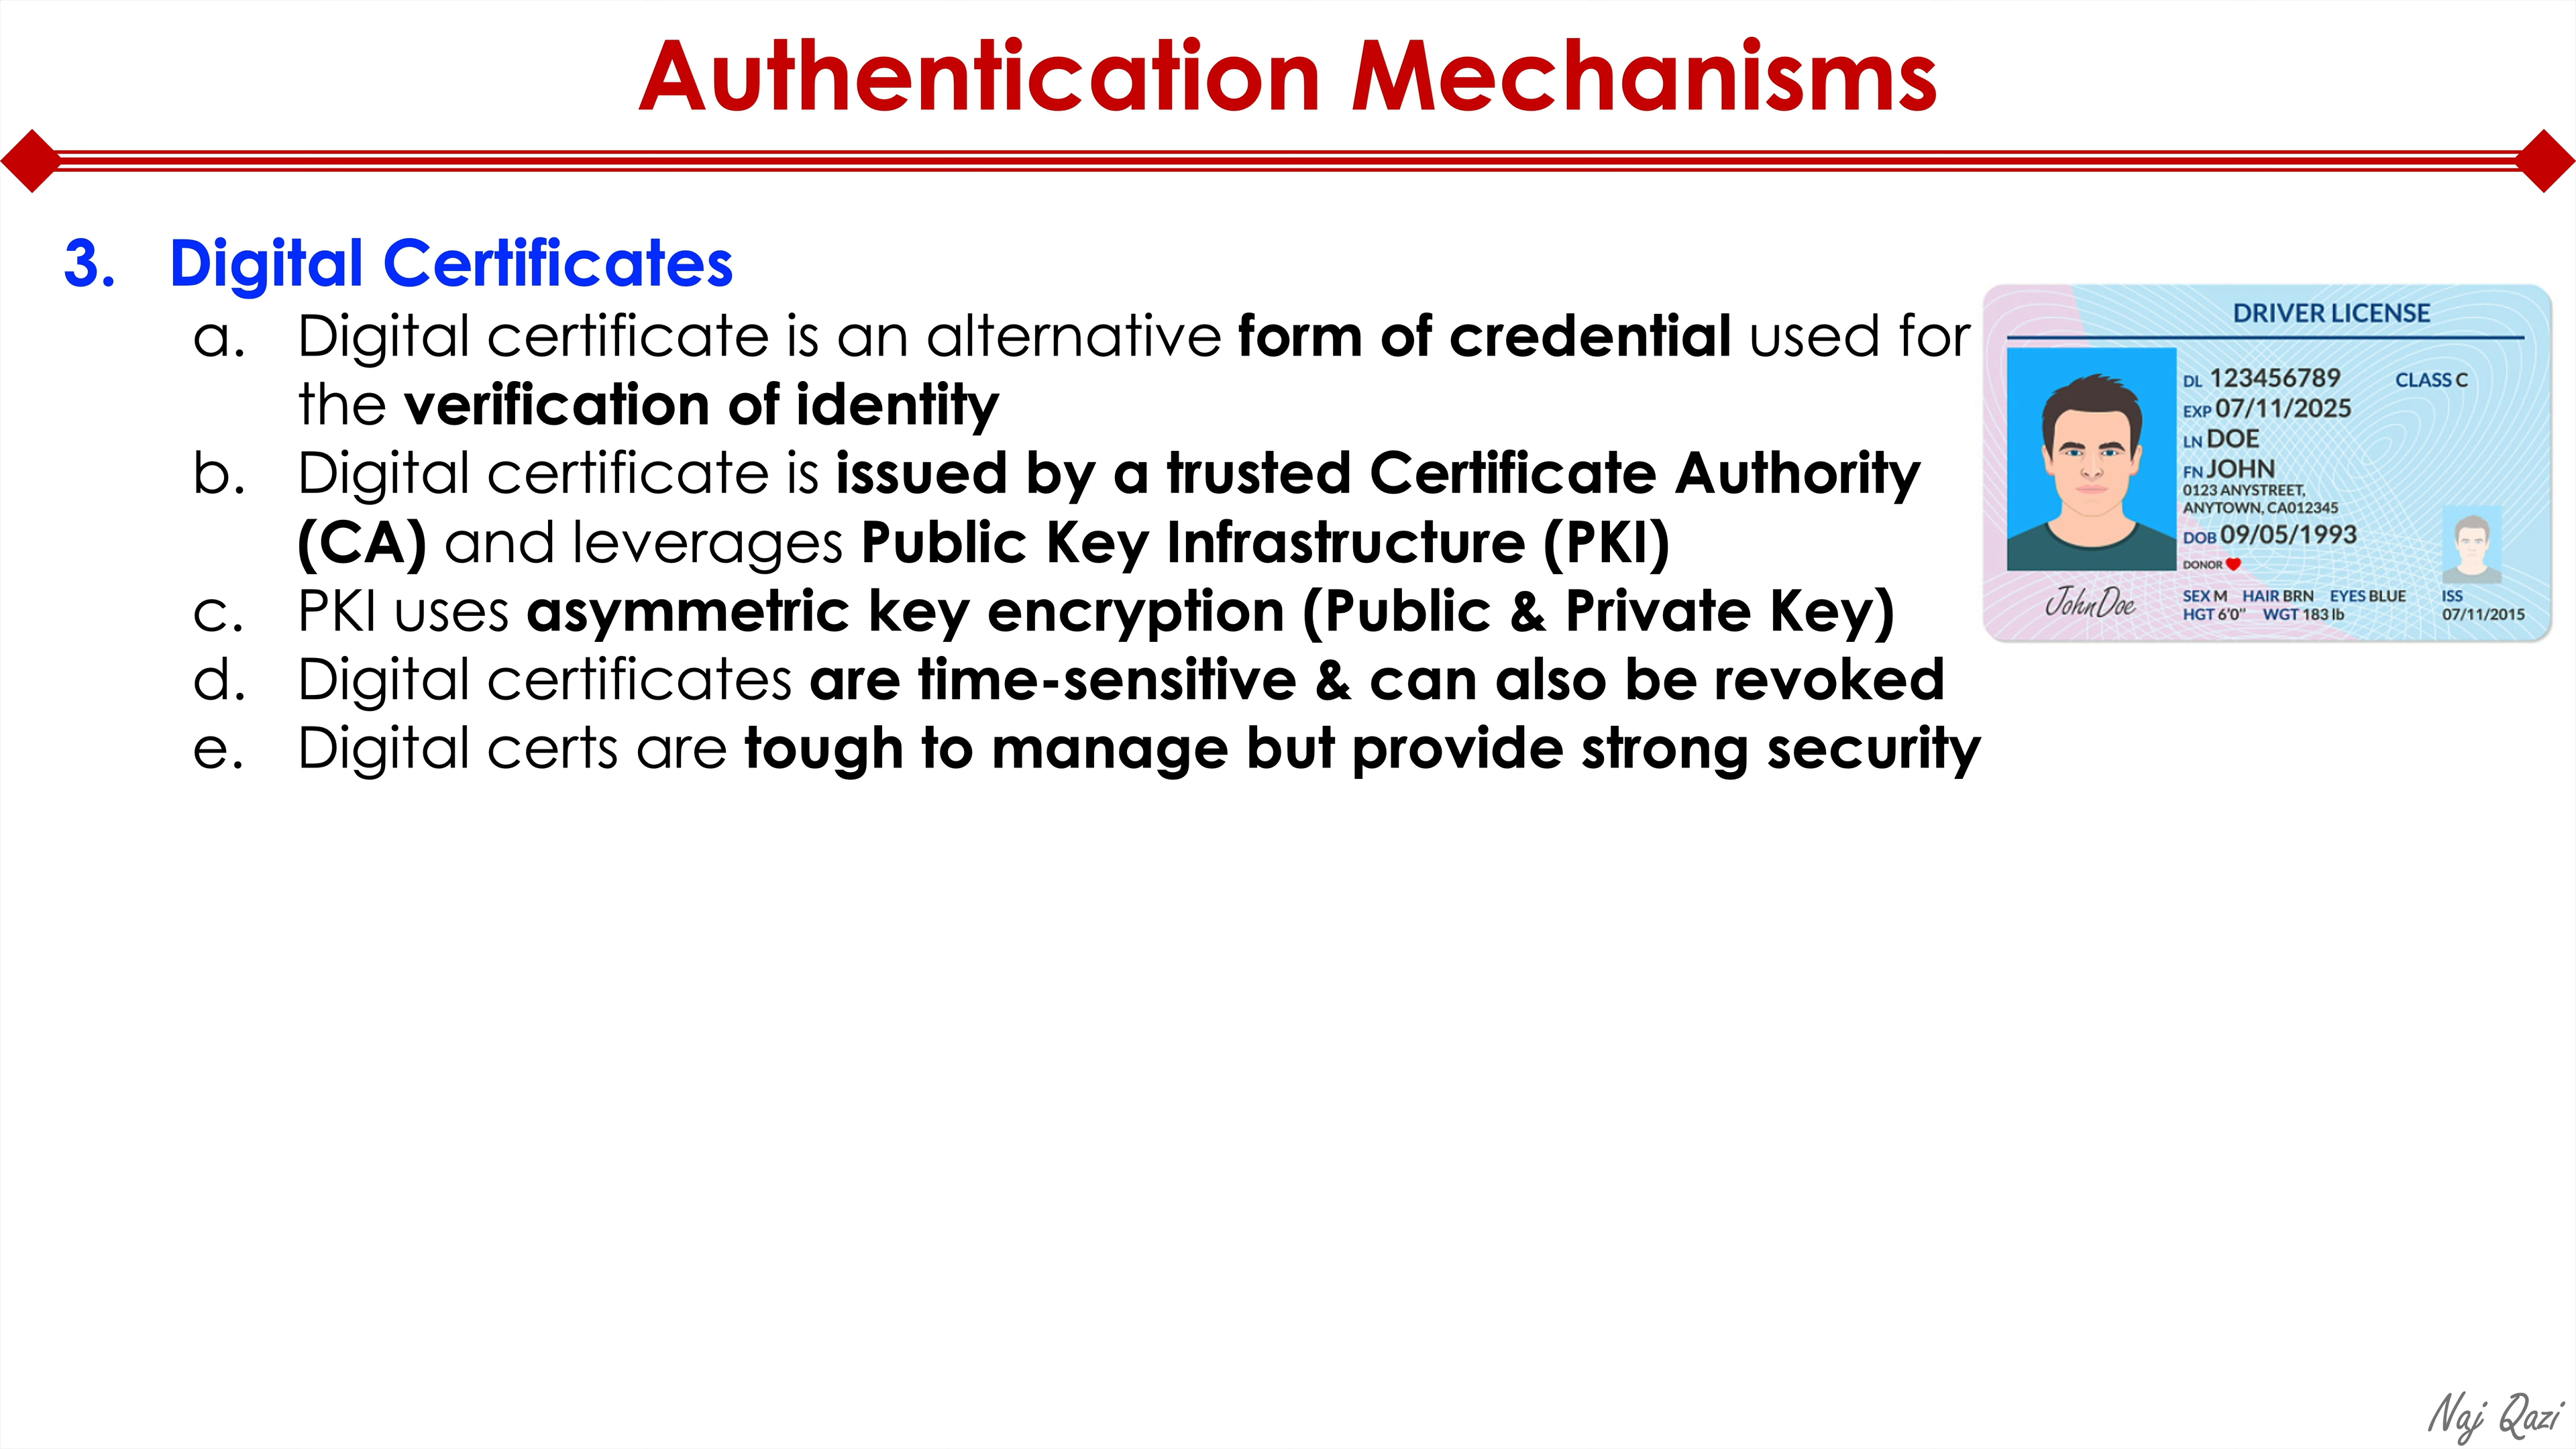 Authentication Mechanisms
3. Digital Certificates
a. Digital certificate is an alternative form of credential used for
the verification of identity
b. Digital certificate is issued by a trusted Certificate Authority
(CA) and leverages Public Key Infrastructure (PKI)
c. PKI uses asymmetric key encryption (Public & Private Key)
d. Digital certificates are time-sensitive & can also be revoked
e. Digital certs are tough to manage but provide strong security
DRIVER LICENSE
DL 123456789 CLASS C
EXP 07/11/2025
LN DOE
FN JOHN
0123 ANYSTREET,
ANYTOWN, CA012345
DOB 09/05/1993
DONOR
John Doe
SEX M HAIR BRN EYES BLUE ISS
HGT 6'0" WGT 183 lb 07/11/2015
Naj Qazi